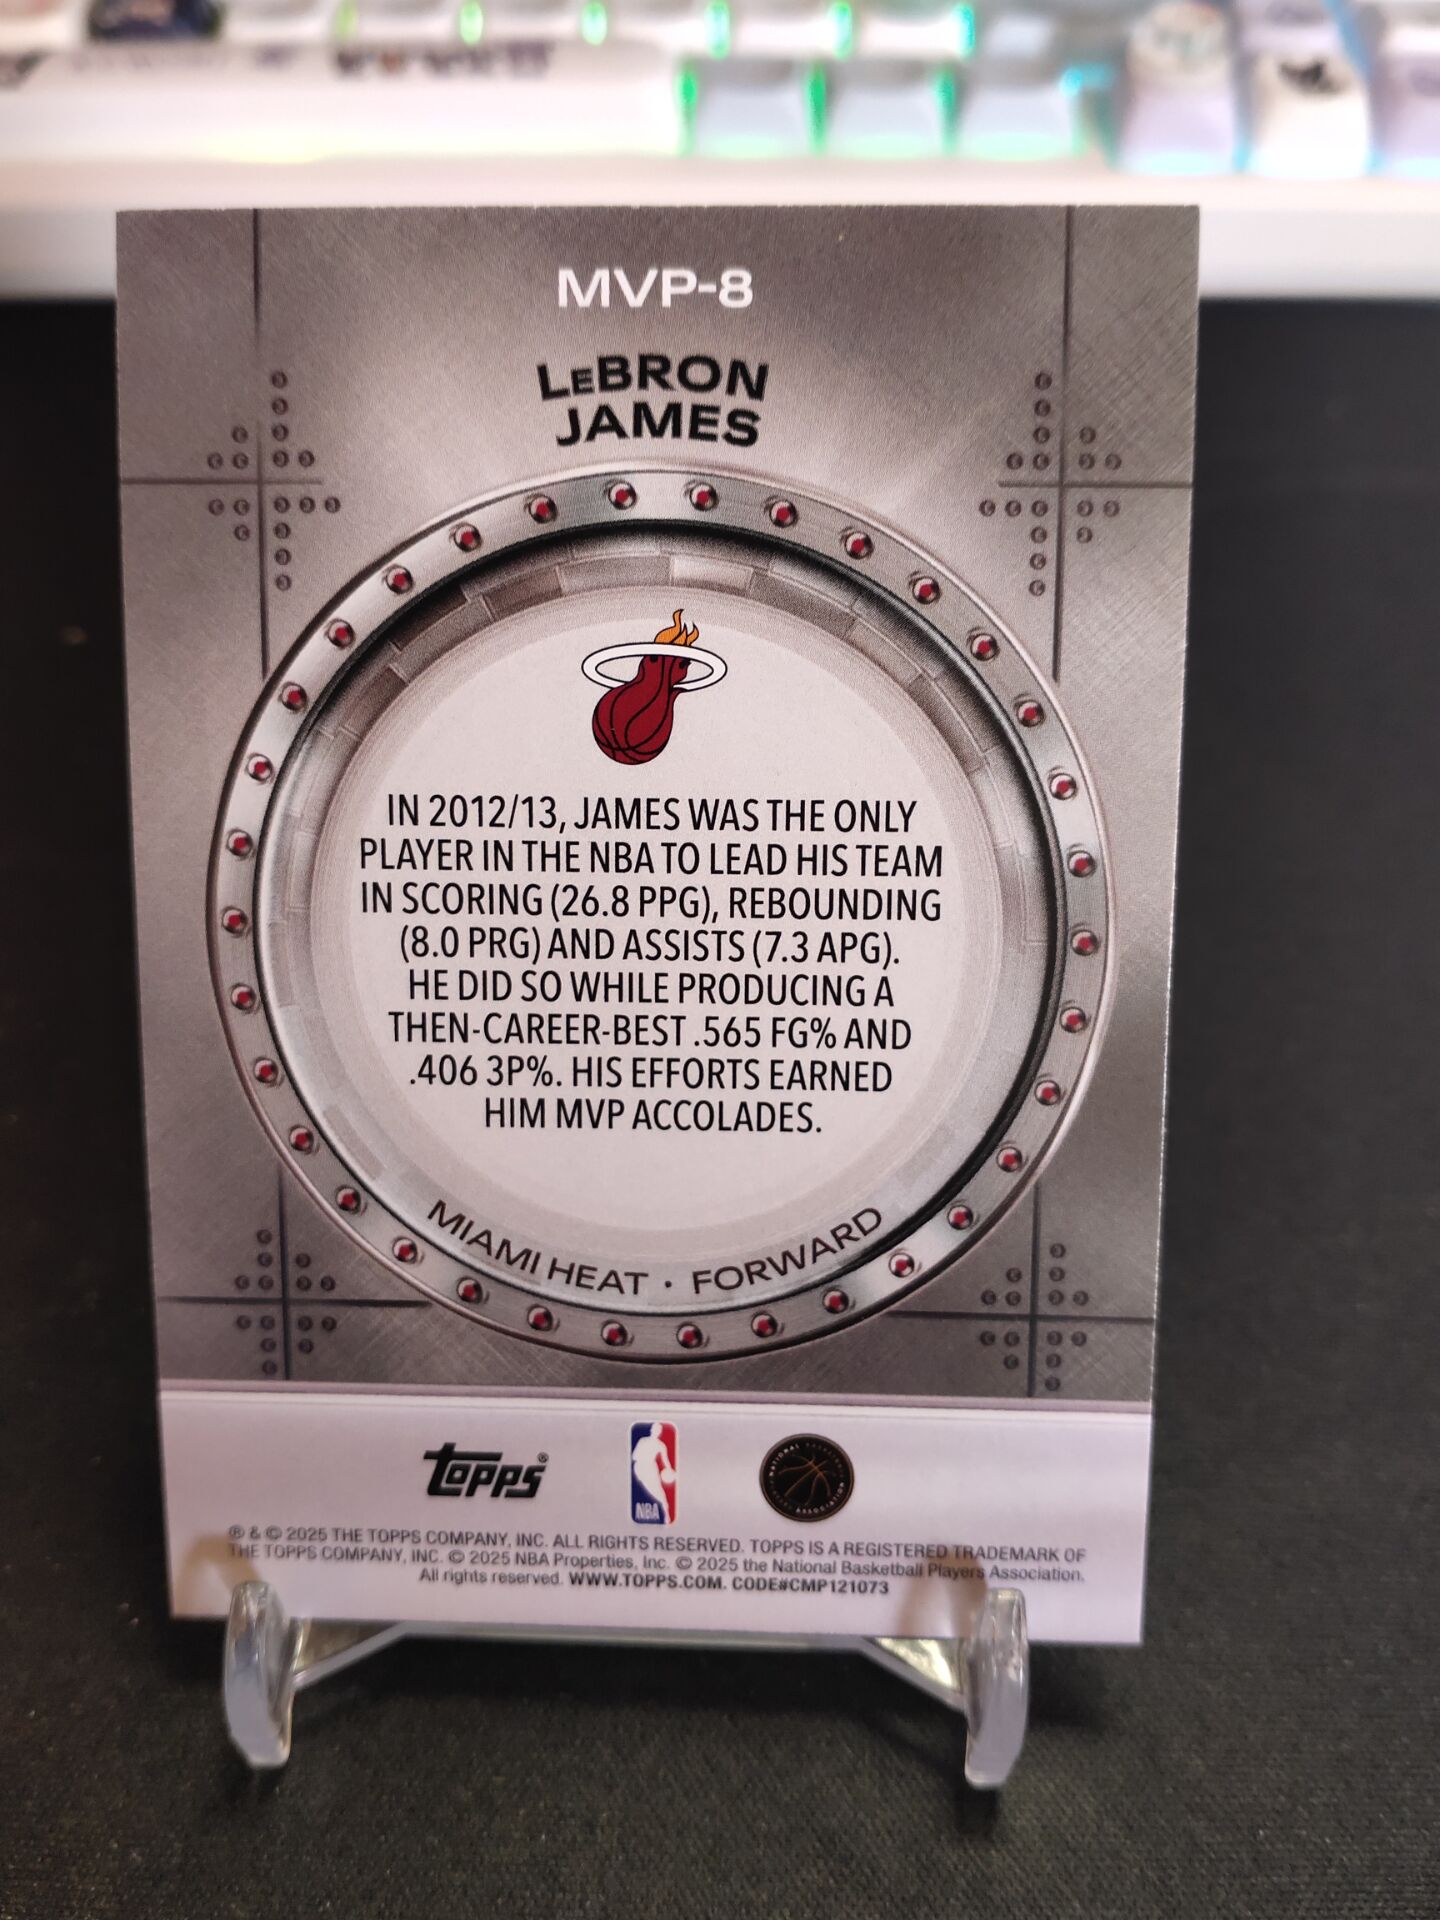 MVP-8
LeBRON
JAMES
IN 2012/13, JAMES WAS THE ONLY
PLAYER IN THE NBA TO LEAD HIS TEAM
IN SCORING (26.8 PPG), REBOUNDING
(8.0 PRG) AND ASSISTS (7.3 APG).
HE DID SO WHILE PRODUCING A
THEN-CAREER-BEST .565 FG% AND
.406 3P%. HIS EFFORTS EARNED
HIM MVP ACCOLADES.
MIAMI HEAT · FORWARD
topps®
NBA
NATIONAL BASKETBALL PLAYERS ASSOCIATION
® & © 2025 THE TOPPS COMPANY, INC. ALL RIGHTS RESERVED. TOPPS IS A REGISTERED TRADEMARK OF
THE TOPPS COMPANY, INC. © 2025 NBA Properties, Inc. © 2025 the National Basketball Players Association.
All rights reserved. WWW.TOPPS.COM. CODE#CMP121073